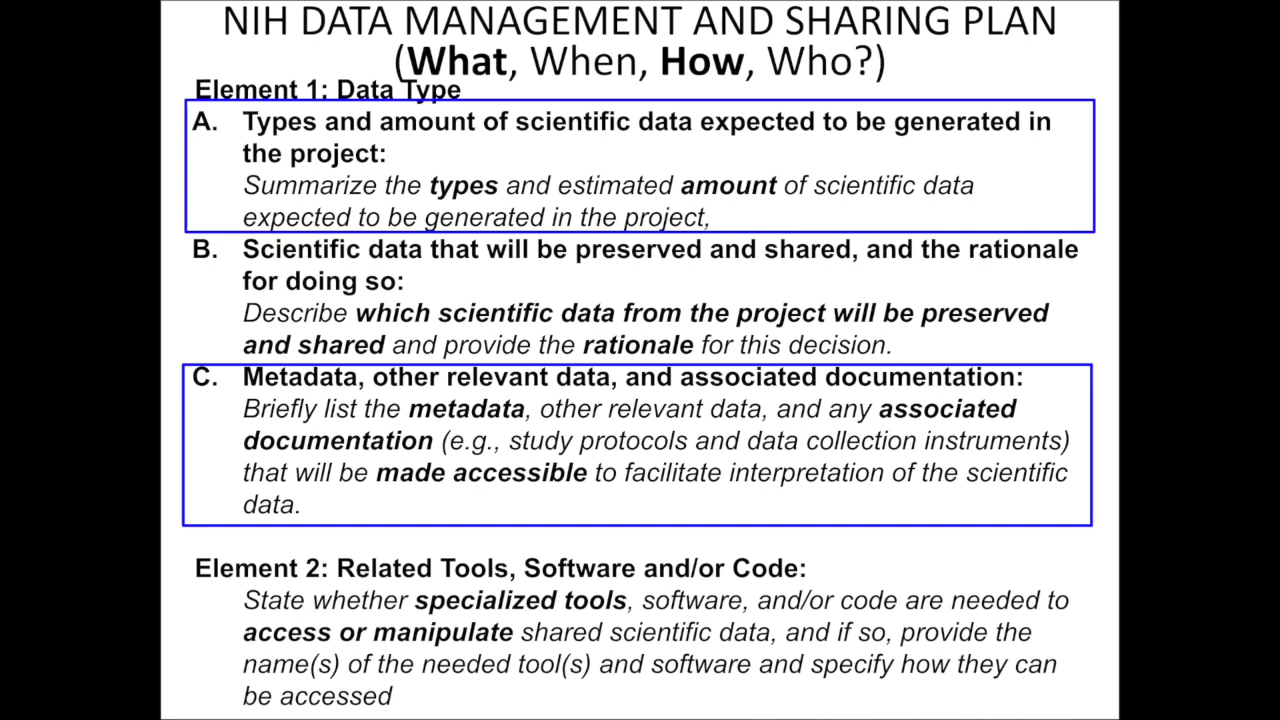 NIH DATA MANAGEMENT AND SHARING PLAN
(What, When, How, Who?)
Element 1: Data Type
A. Types and amount of scientific data expected to be generated in
the project:
Summarize the types and estimated amount of scientific data
expected to be generated in the project,
B. Scientific data that will be preserved and shared, and the rationale
for doing so:
Describe which scientific data from the project will be preserved
and shared and provide the rationale for this decision.
C. Metadata, other relevant data, and associated documentation:
Briefly list the metadata, other relevant data, and any associated
documentation (e.g., study protocols and data collection instruments)
that will be made accessible to facilitate interpretation of the scientific
data.
Element 2: Related Tools, Software and/or Code:
State whether specialized tools, software, and/or code are needed to
access or manipulate shared scientific data, and if so, provide the
name(s) of the needed tool(s) and software and specify how they can
be accessed